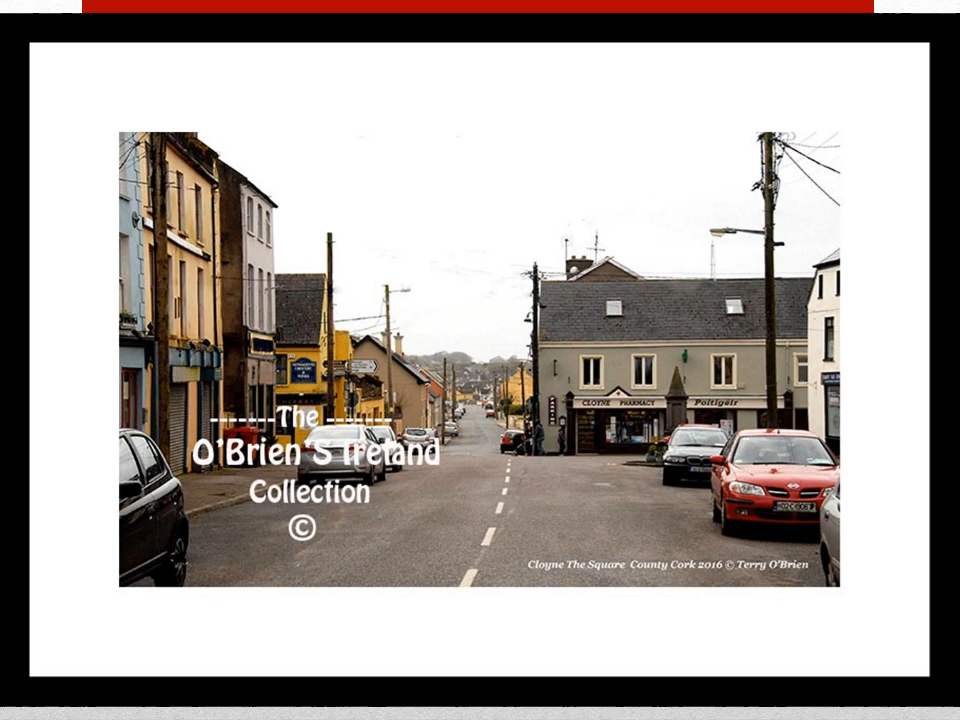 CLOYNE PHARMACY
Poitigéir
The
O'Brien'S Ireland
Collection
©
Cloyne The Square County Cork 2016 © Terry O'Brien